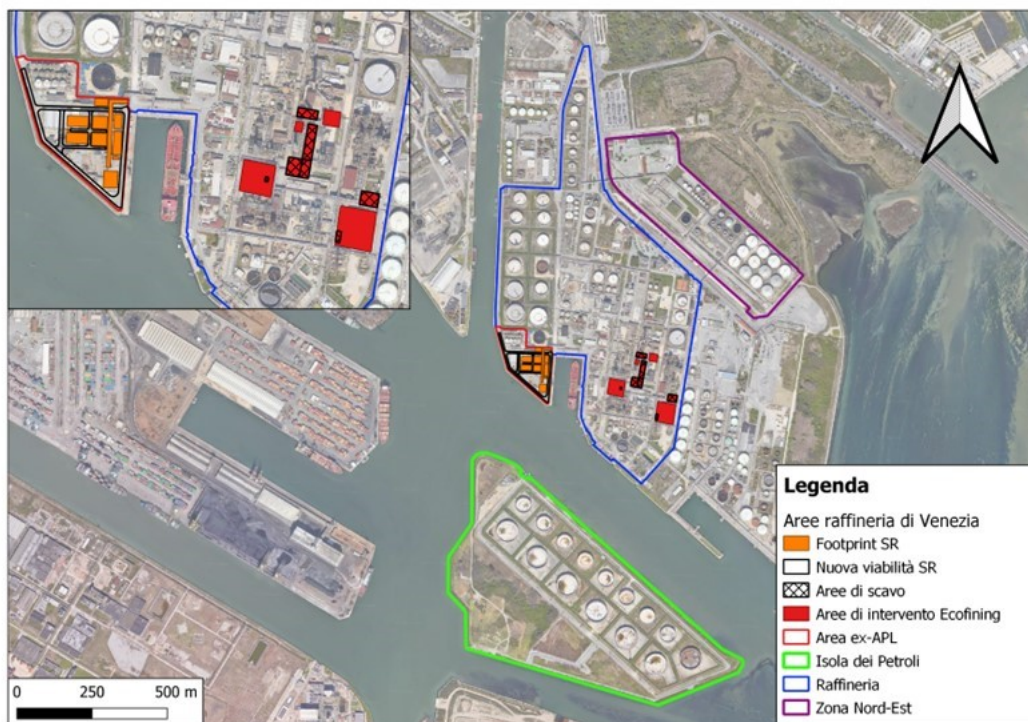 Legenda
Aree raffineria di Venezia
Footprint SR
Nuova viabilità SR
Aree di scavo
Aree di intervento Ecofining
Area ex-APL
Isola dei Petroli
Raffineria
Zona Nord-Est
0 250 500 m